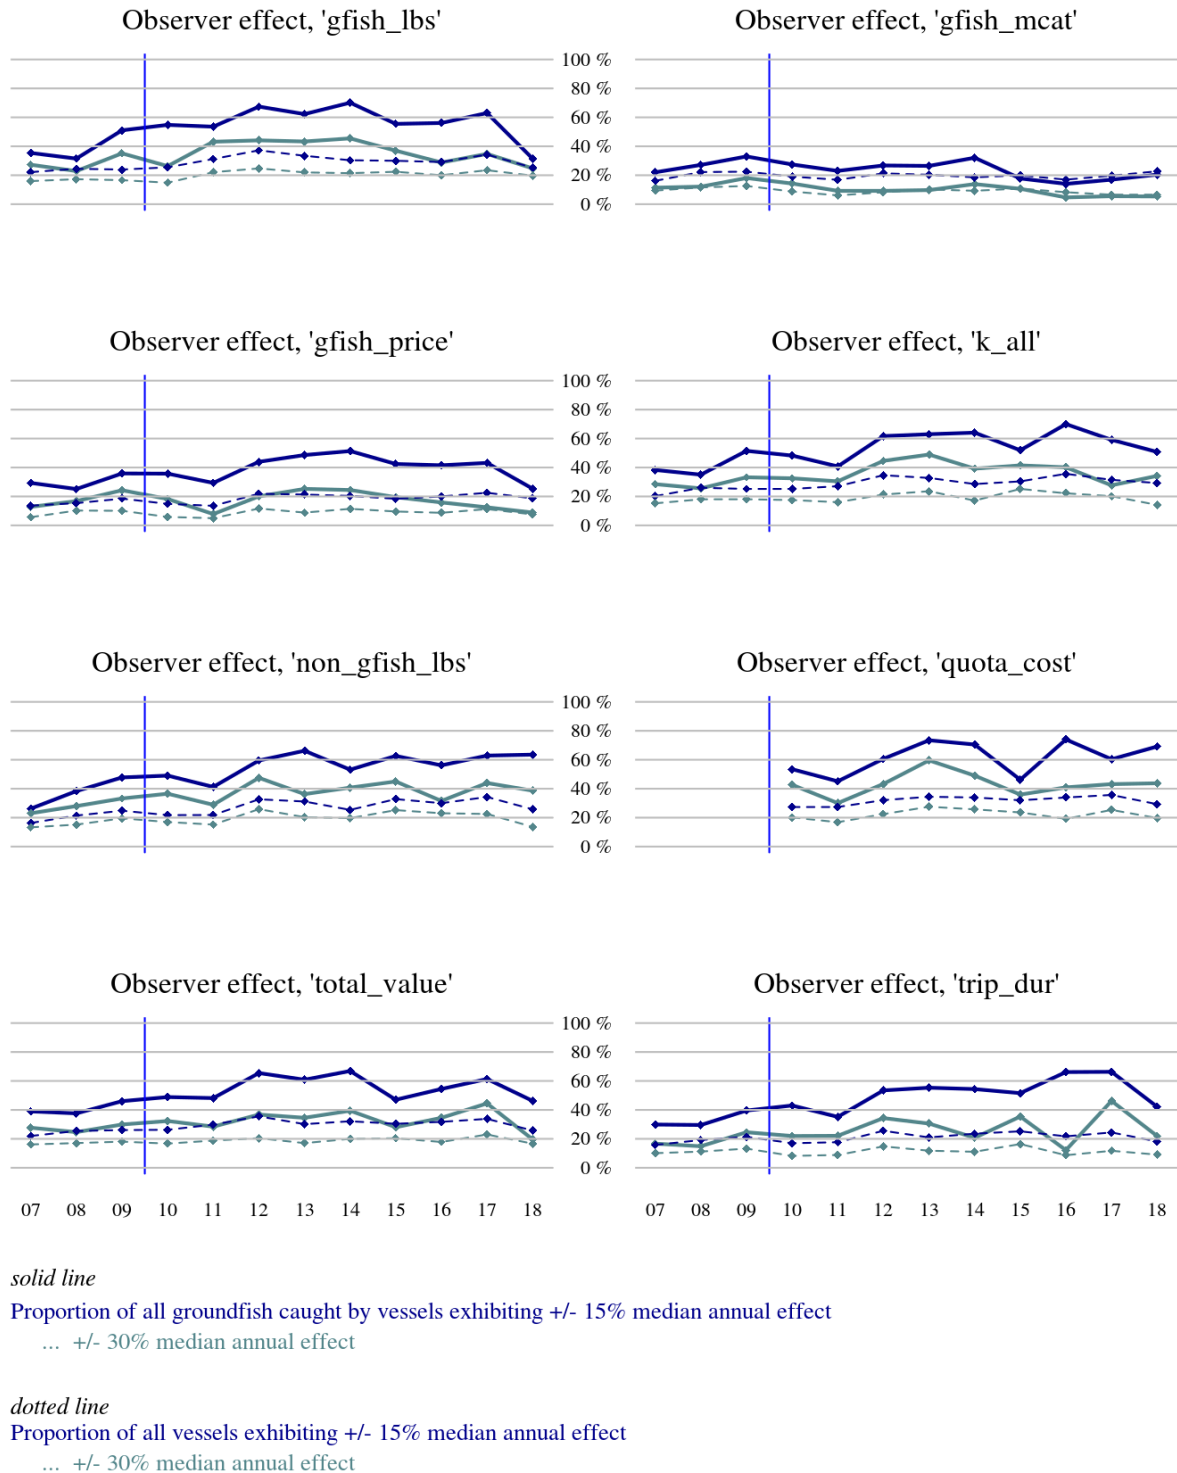 Observer effect, 'gfish_lbs'
Observer effect, 'gfish_mcat'
100 %
80 %
60 %
40 %
20 %
0 %
Observer effect, 'gfish_price'
Observer effect, 'k_all'
100 %
80 %
60 %
40 %
20 %
0 %
Observer effect, 'non_gfish_lbs'
Observer effect, 'quota_cost'
100 %
80 %
60 %
40 %
20 %
0 %
Observer effect, 'total_value'
Observer effect, 'trip_dur'
100 %
80 %
60 %
40 %
20 %
0 %
07 08 09 10 11 12 13 14 15 16 17 18
07 08 09 10 11 12 13 14 15 16 17 18
solid line
Proportion of all groundfish caught by vessels exhibiting +/- 15% median annual effect
... +/- 30% median annual effect
dotted line
Proportion of all vessels exhibiting +/- 15% median annual effect
... +/- 30% median annual effect